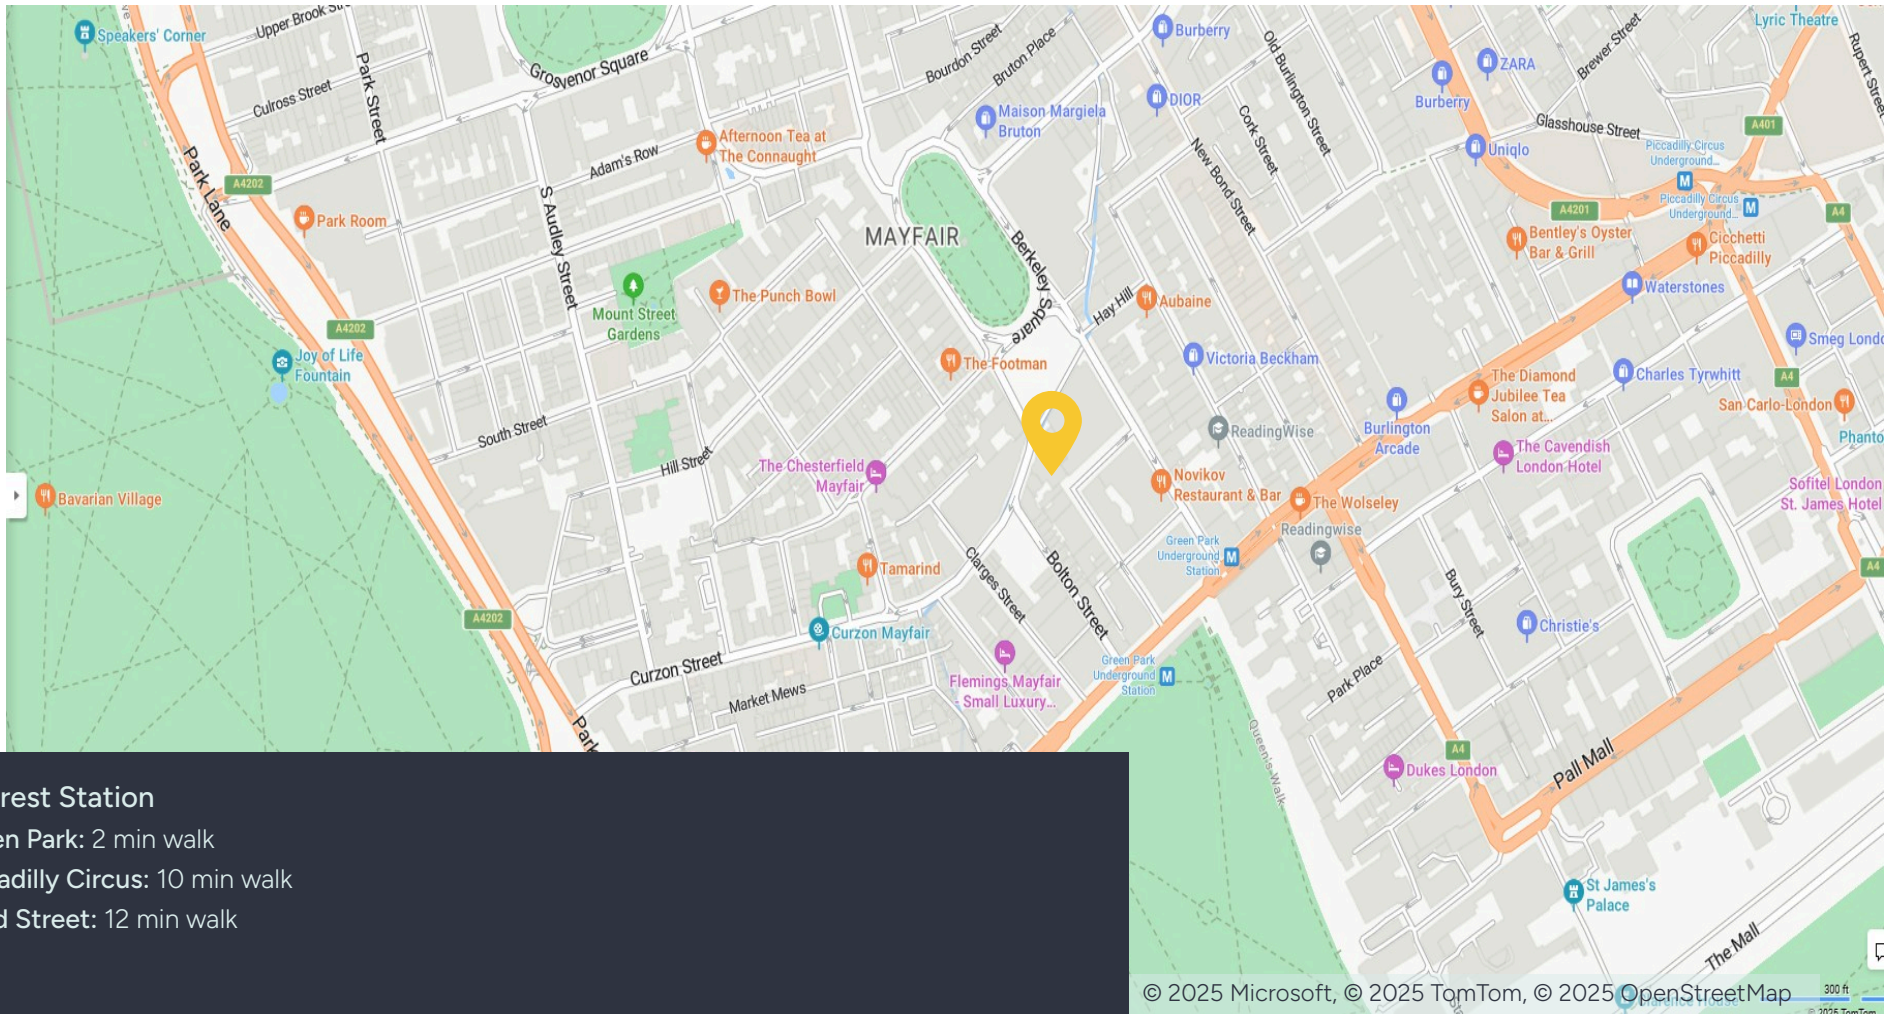 Speakers' Corner
Upper Brook
Park Street
Culross Street
Grosvenor Square
Bourdon Street
Bruton Place
Burberry
Old Burlington Street
ZARA
Burberry
Brewer Street
Lyric Theatre
Rupert Street
Park Lane
A4202
Adam's Row
Afternoon Tea at
The Connaught
Maison Margiela
Bruton
DIOR
Cork Street
New Bond Street
Uniqlo
Glasshouse Street
A401
Piccadilly Circus
Underground...
Piccadilly Circus
Underground...
A4201
A4
Park Room
S Audley Street
MAYFAIR
Berkeley Square
Bentley's Oyster
Bar & Grill
Cicchetti
Piccadilly
Waterstones
Mount Street
Gardens
The Punch Bowl
Hay Hill
Aubaine
A4202
Joy of Life
Fountain
The Footman
Victoria Beckham
Smeg
The Diamond
Jubilee Tea
Salon at...
Charles Tyrwhitt
A4
San Carlo-London
South Street
Hill Street
The Chesterfield
Mayfair
ReadingWise
Burlington
Arcade
The Cavendish
London Hotel
Sofitel London
St. James Hotel
Bavarian Village
Novikov
Restaurant & Bar
The Wolseley
Readingwise
Green Park
Underground
Station
Tamarind
Clarges Street
Bolton Street
Bury Street
A4
A4202
Curzon Mayfair
Christie's
Curzon Street
Market Mews
Flemings Mayfair
- Small Luxury...
Green Park
Underground
Station
Park Place
Park
Queen's Walk
A4
Dukes London
Pall Mall
St James's
Palace
The Mall
rest Station
en Park: 2 min walk
adilly Circus: 10 min walk
d Street: 12 min walk
© 2025 Microsoft, © 2025 TomTom, © 2025 OpenStreetMap
300 ft
© 2025 TomTom